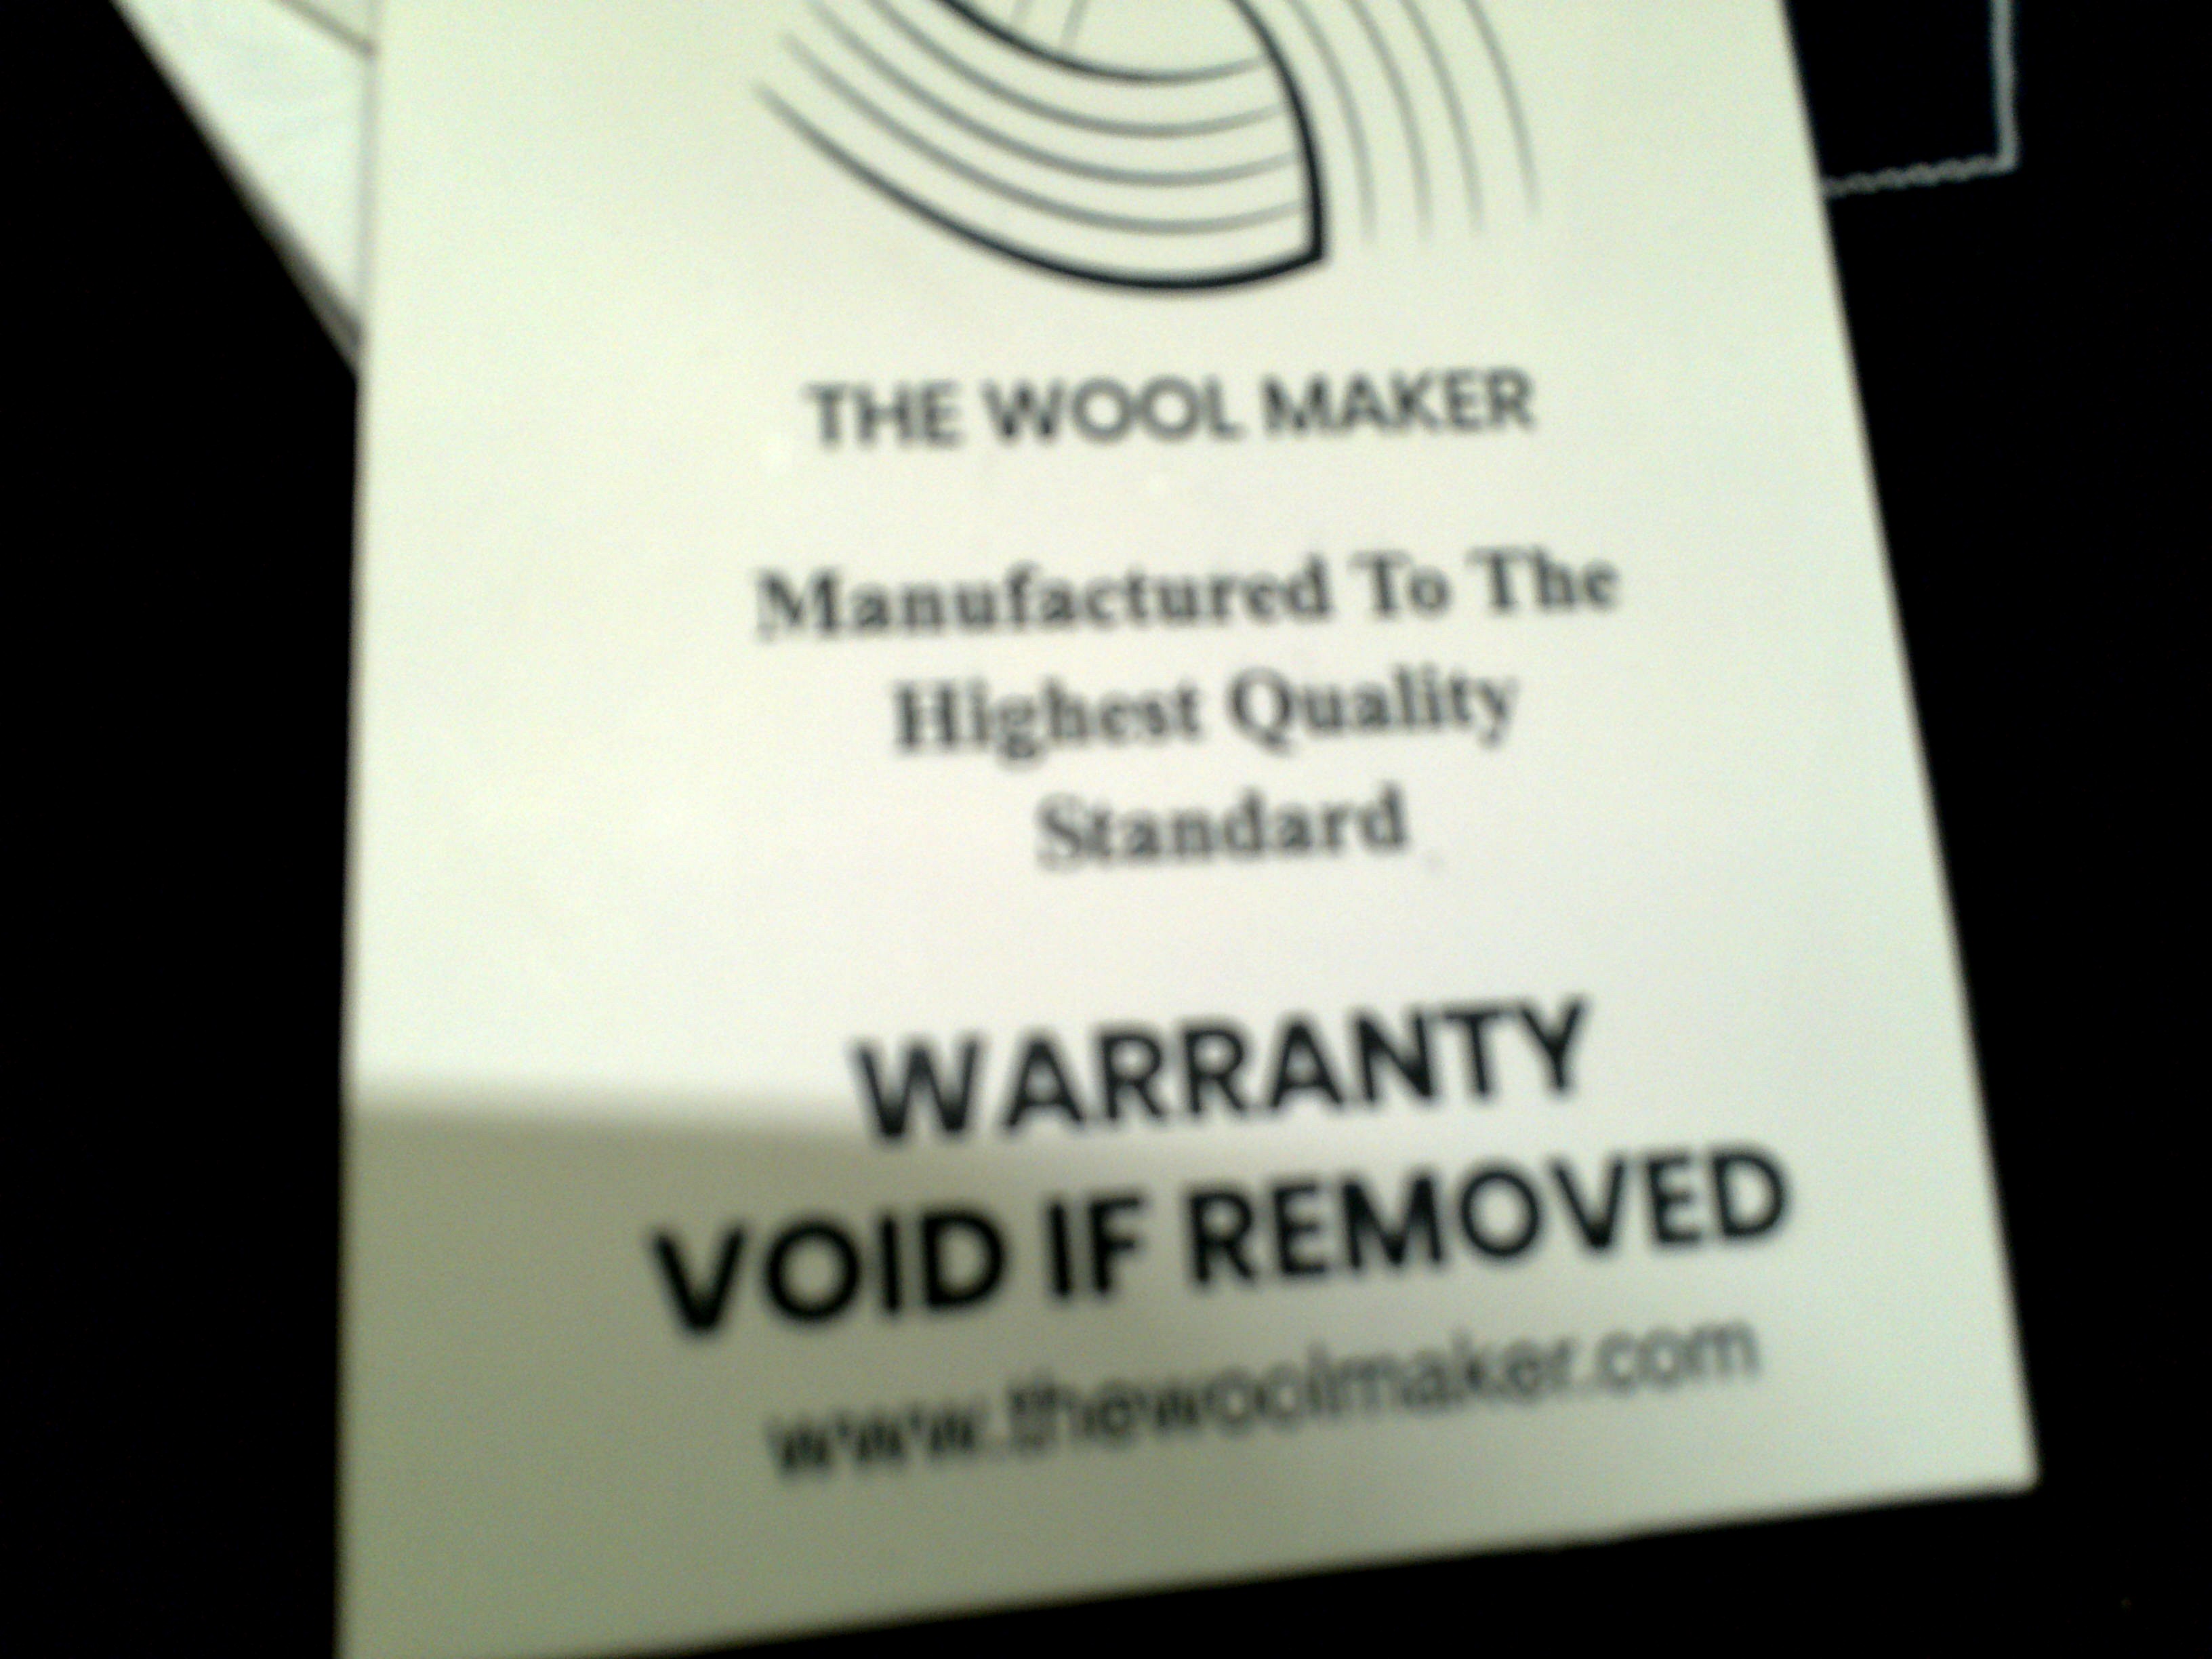 THE WOOL MAKER
Manufactured To The
Highest Quality
Standard
WARRANTY
VOID IF REMOVED
www.thewoolmaker.com